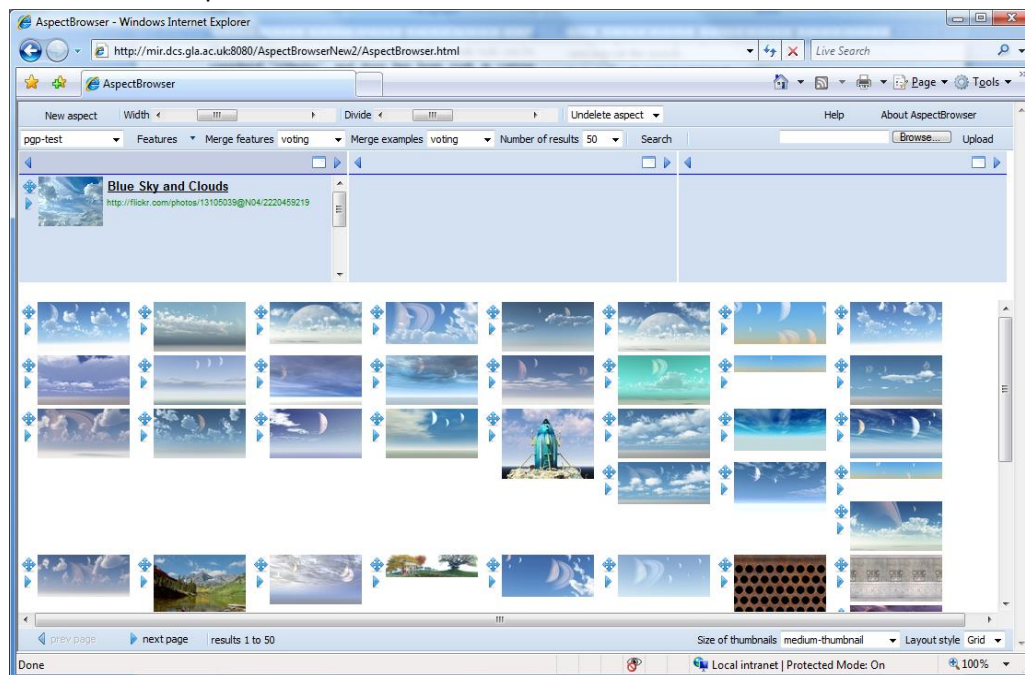 AspectBrowser - Windows Internet Explorer
http://mir.dcs.gla.ac.uk:8080/AspectBrowserNew2/AspectBrowser.html Live Search
AspectBrowser Page Tools
New aspect Width Divide Undelete aspect Help About AspectBrowser
pgp-test Features Merge features voting Merge examples voting Number of results 50 Search Browse... Upload
Blue Sky and Clouds
http://flickr.com/photos/13105039@N04/2220459219
prev page next page results 1 to 50 Size of thumbnails medium-thumbnail Layout style Grid
Done Local intranet | Protected Mode: On 100%